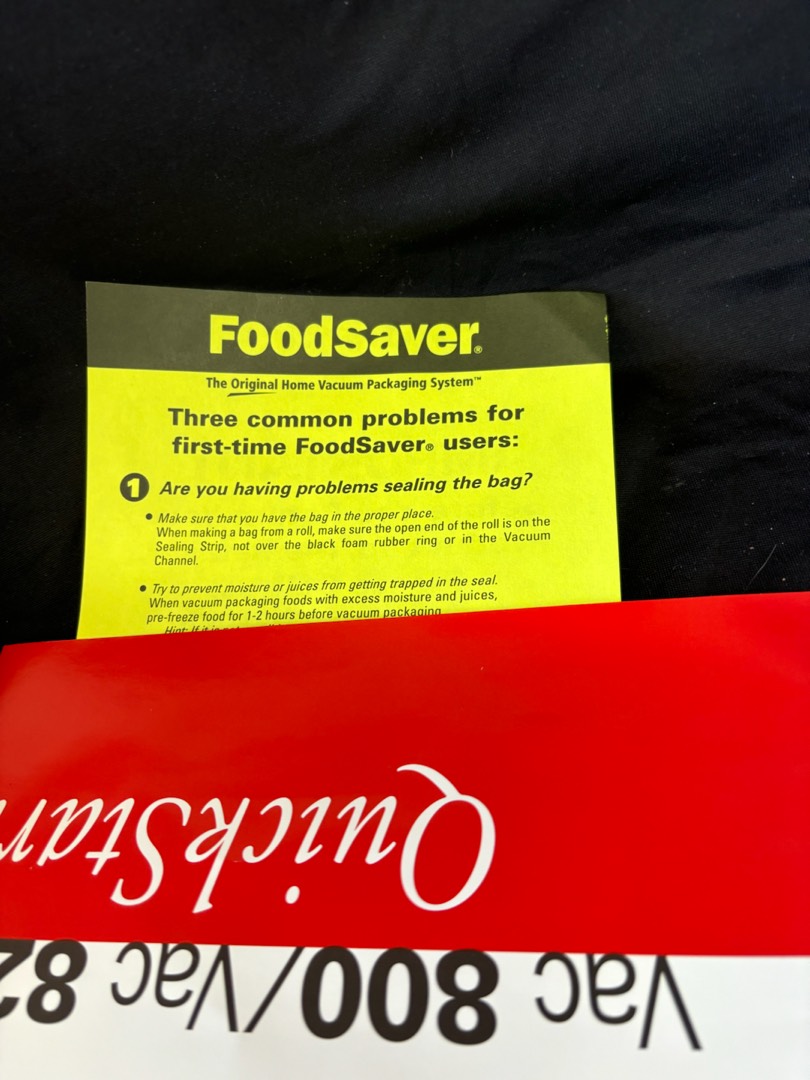 FoodSaver®
The Original Home Vacuum Packaging System™
Three common problems for
first-time FoodSaver® users:
1 Are you having problems sealing the bag?
• Make sure that you have the bag in the proper place.
When making a bag from a roll, make sure the open end of the roll is on the
Sealing Strip, not over the black foam rubber ring or in the Vacuum
Channel.
• Try to prevent moisture or juices from getting trapped in the seal.
When vacuum packaging foods with excess moisture and juices,
pre-freeze food for 1-2 hours before vacuum packaging
Hint: If it is
QuickStar
Vac 800/Vac 82